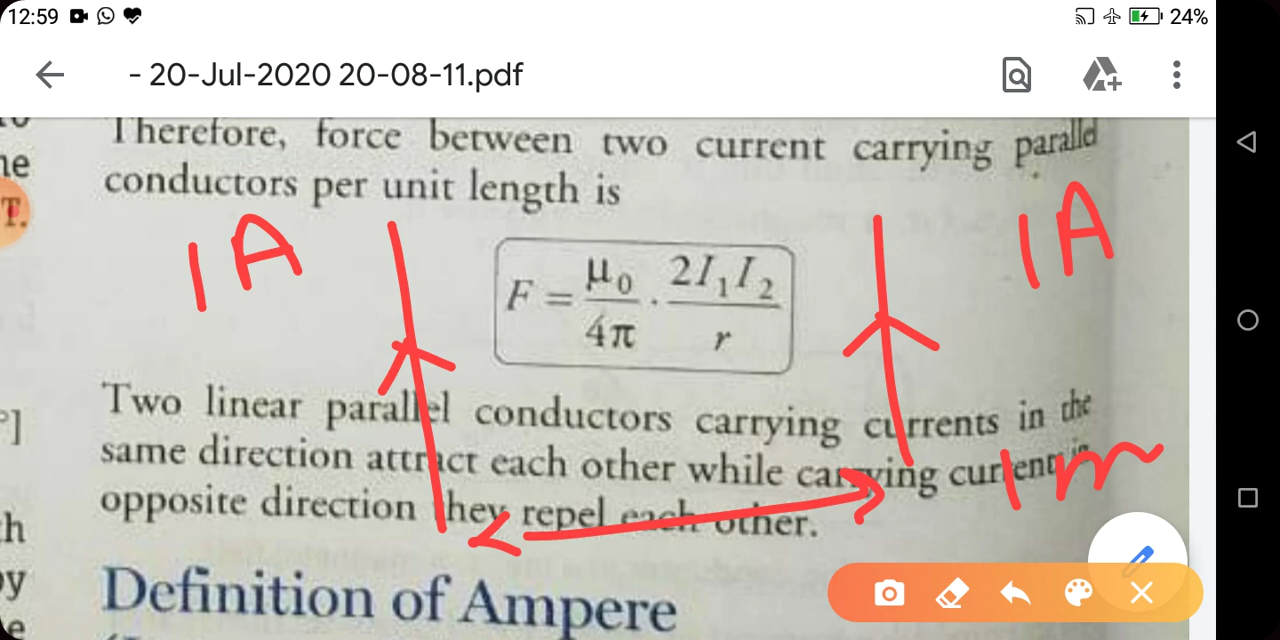 12:59 24%
- 20-Jul-2020 20-08-11.pdf
Therefore, force between two current carrying parallel
he
conductors per unit length is
T.
1A 1A
F = μ0/4π · 2I1I2/r
Two linear parallel conductors carrying currents in the
same direction attract each other while carrying currents in
1m
opposite direction they repel each other.
Definition of Ampere